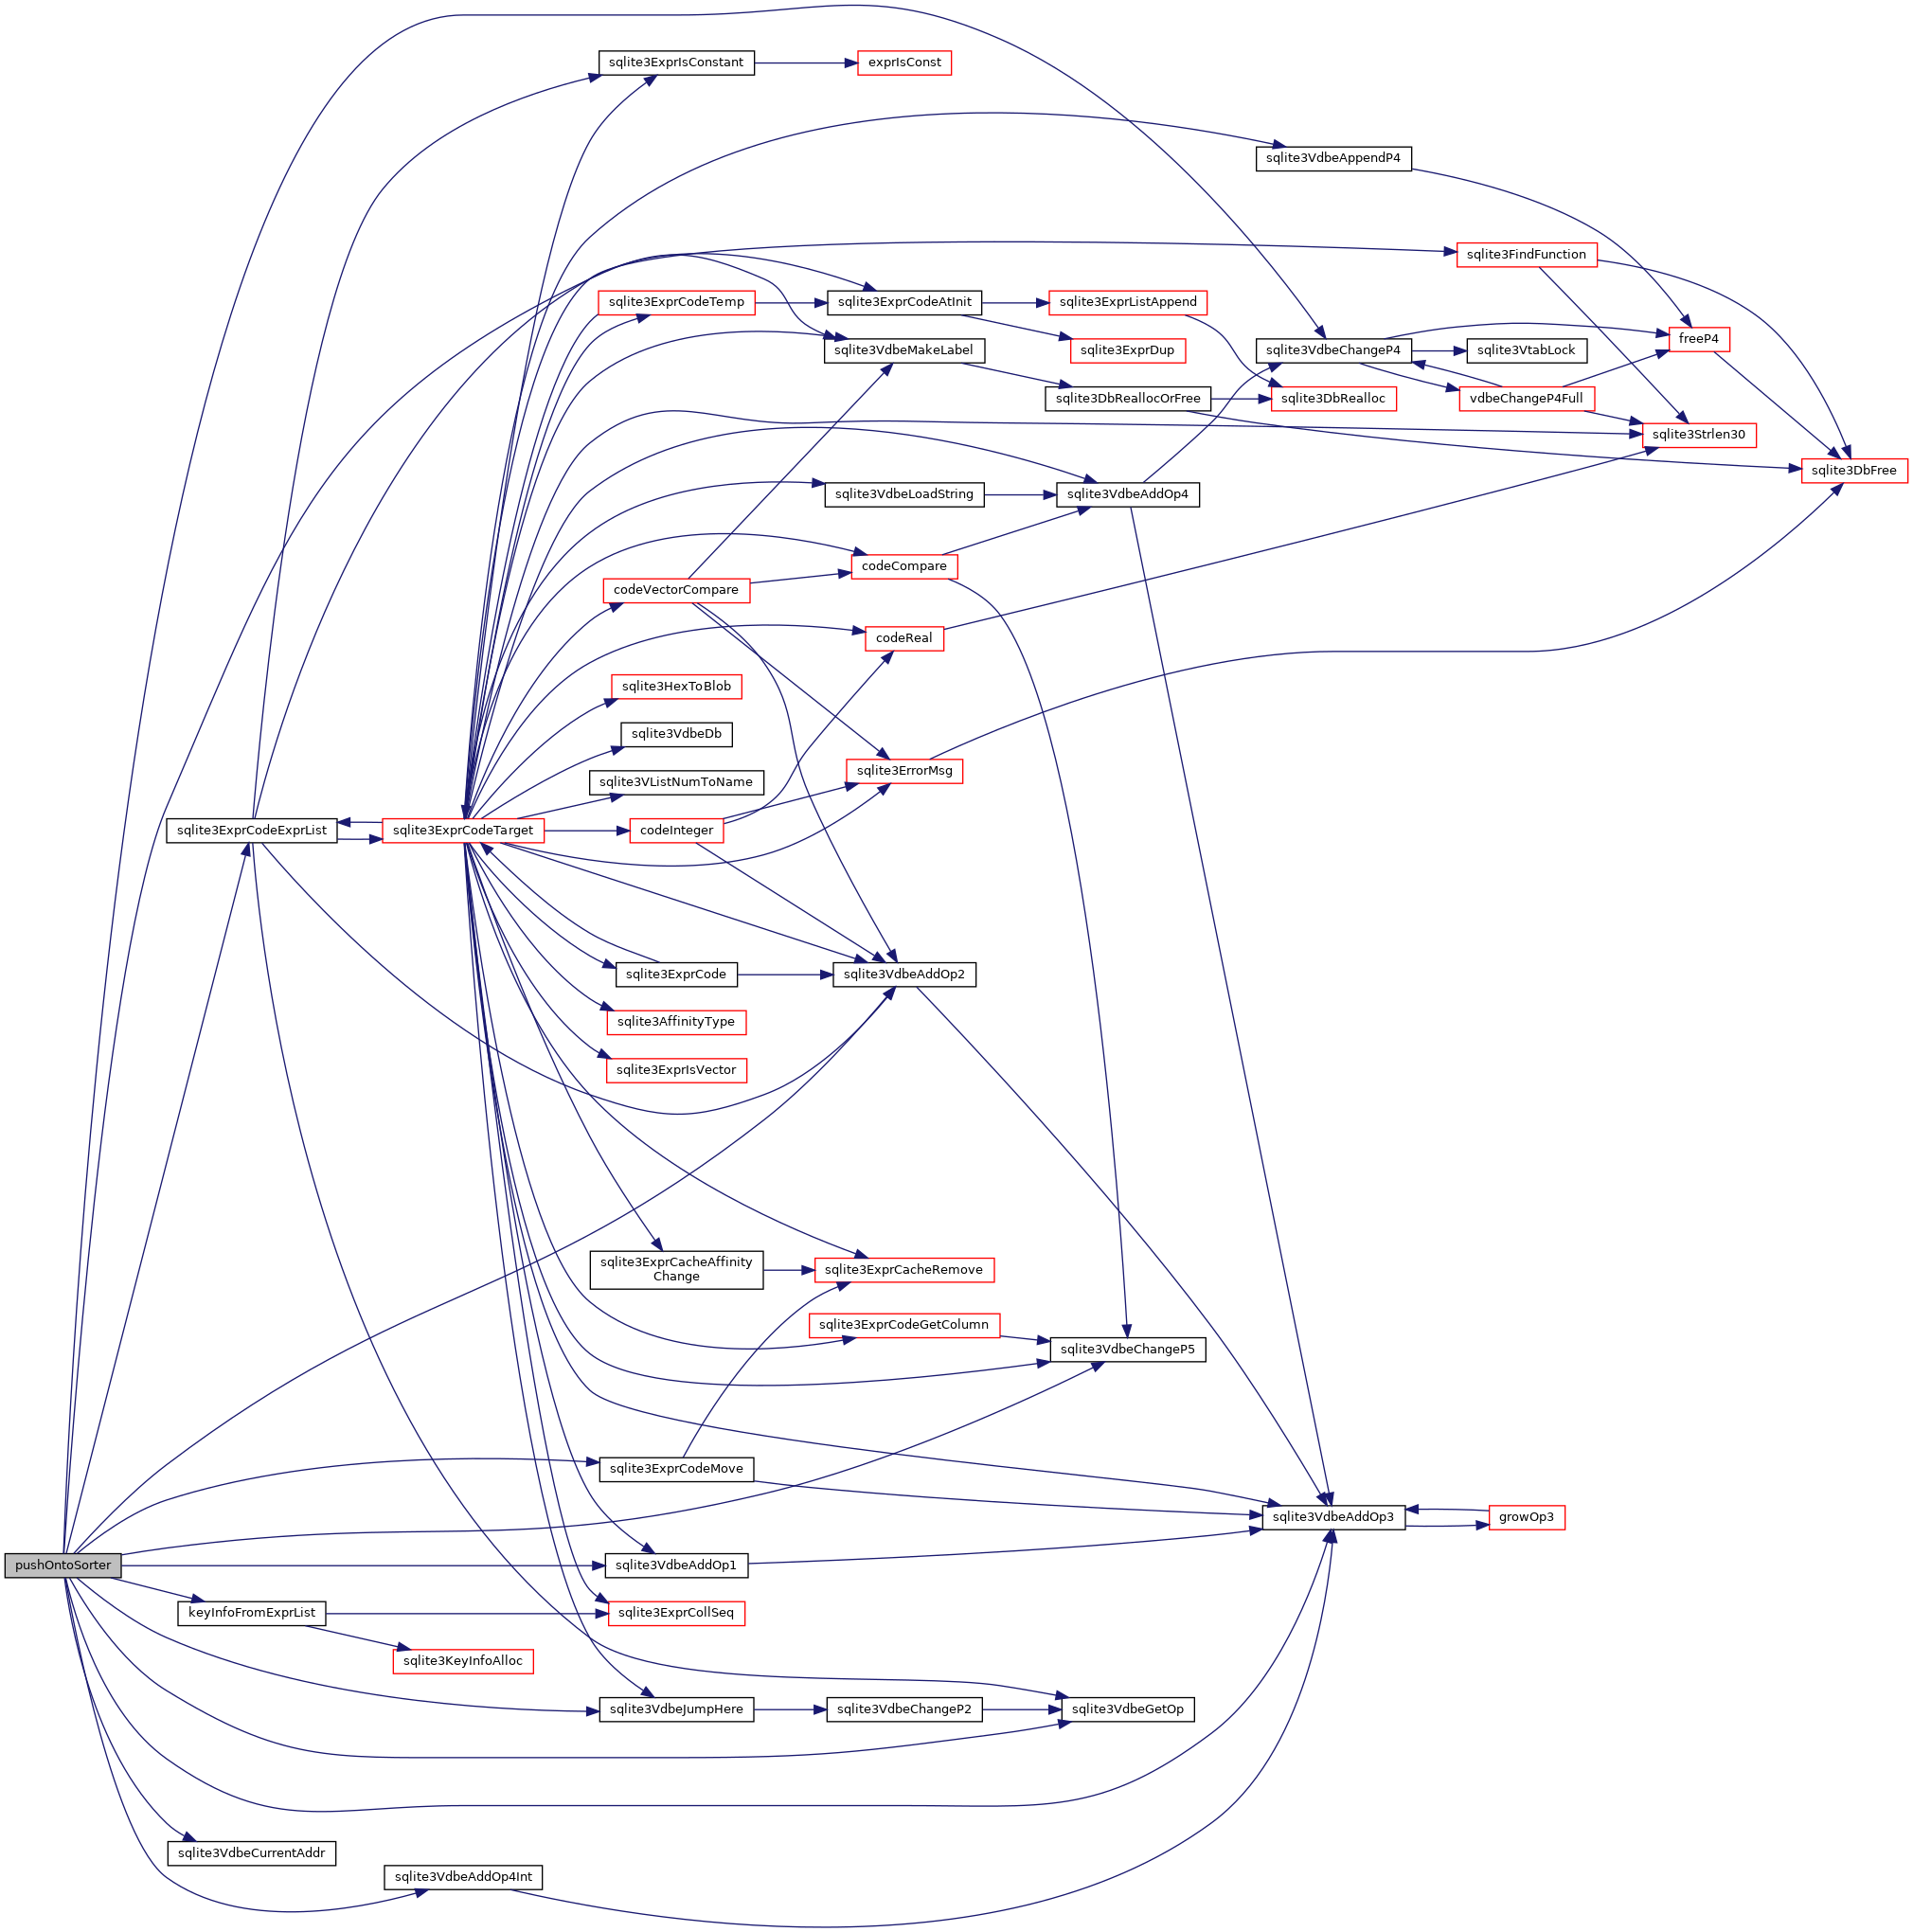 sqlite3ExprIsConstant
exprIsConst
sqlite3VdbeAppendP4
sqlite3FindFunction
sqlite3ExprCodeTemp
sqlite3ExprCodeAtInit
sqlite3ExprListAppend
freeP4
sqlite3VdbeMakeLabel
sqlite3ExprDup
sqlite3VdbeChangeP4
sqlite3VtabLock
sqlite3DbReallocOrFree
sqlite3DbRealloc
vdbeChangeP4Full
sqlite3Strlen30
sqlite3DbFree
sqlite3VdbeLoadString
sqlite3VdbeAddOp4
codeCompare
codeVectorCompare
codeReal
sqlite3HexToBlob
sqlite3VdbeDb
sqlite3ErrorMsg
sqlite3VListNumToName
sqlite3ExprCodeExprList
sqlite3ExprCodeTarget
codeInteger
sqlite3ExprCode
sqlite3VdbeAddOp2
sqlite3AffinityType
sqlite3ExprIsVector
sqlite3ExprCacheAffinity
Change
sqlite3ExprCacheRemove
sqlite3ExprCodeGetColumn
sqlite3VdbeChangeP5
sqlite3ExprCodeMove
sqlite3VdbeAddOp3
growOp3
pushOntoSorter
sqlite3VdbeAddOp1
keyInfoFromExprList
sqlite3ExprCollSeq
sqlite3KeyInfoAlloc
sqlite3VdbeJumpHere
sqlite3VdbeChangeP2
sqlite3VdbeGetOp
sqlite3VdbeCurrentAddr
sqlite3VdbeAddOp4Int